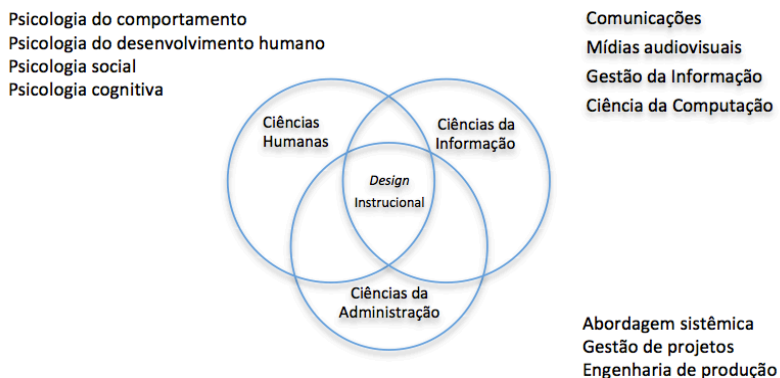 Psicologia do comportamento
Psicologia do desenvolvimento humano
Psicologia social
Psicologia cognitiva
Comunicações
Mídias audiovisuais
Gestão da Informação
Ciência da Computação
Ciências
Humanas
Ciências da
Informação
Design
Instrucional
Ciências da
Administração
Abordagem sistêmica
Gestão de projetos
Engenharia de produção